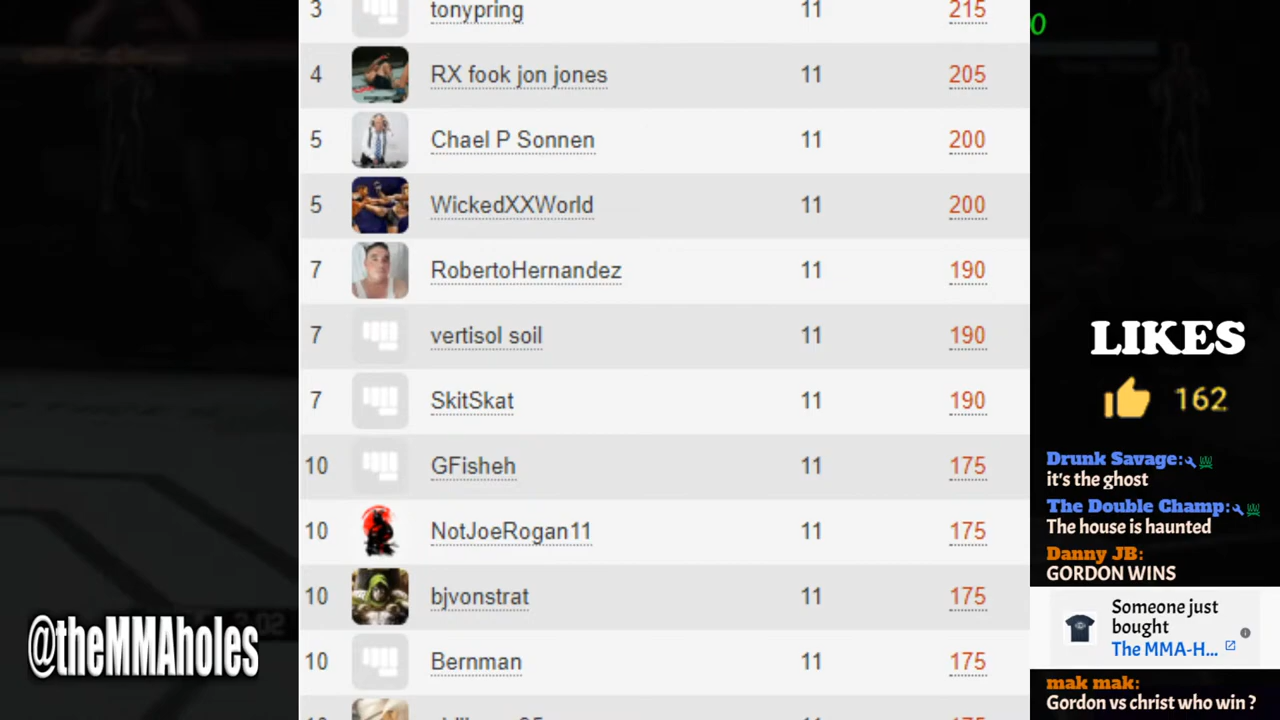 3 tonypring 11 215
4 RX fook jon jones 11 205
5 Chael P Sonnen 11 200
5 WickedXXWorld 11 200
7 RobertoHernandez 11 190
7 vertisol soil 11 190
7 SkitSkat 11 190
10 GFisheh 11 175
10 NotJoeRogan11 11 175
10 bjvonstrat 11 175
10 Bernman 11 175
@theMMAholes
0
LIKES
162
Drunk Savage:
it's the ghost
The Double Champ:
The house is haunted
Danny JB:
GORDON WINS
Someone just
bought
The MMA-H...
mak mak:
Gordon vs christ who win ?